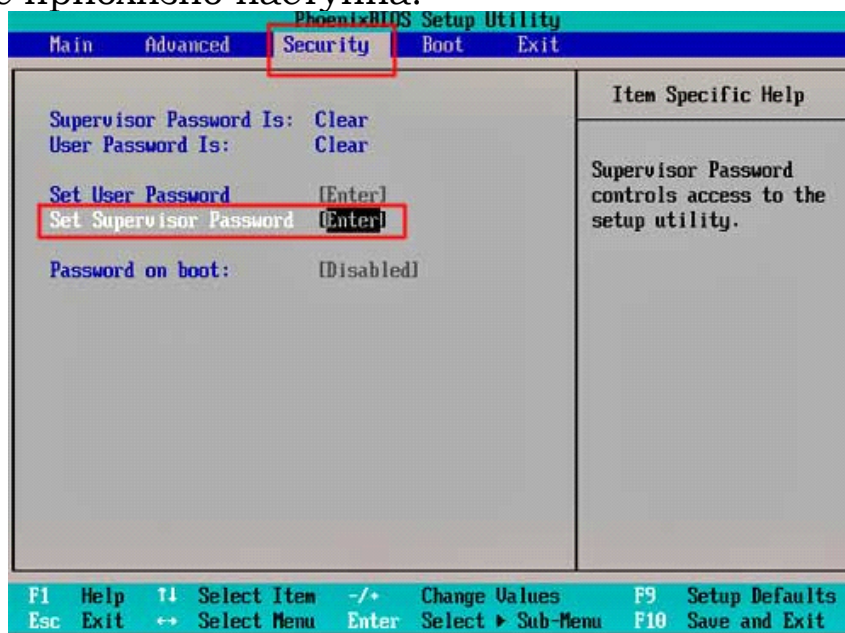 наступна:
PhoenixBIOS Setup Utility
Main Advanced Security Boot Exit
Item Specific Help
Supervisor Password Is: Clear
User Password Is: Clear
Supervisor Password
controls access to the
setup utility.
Set User Password [Enter]
Set Supervisor Password [Enter]
Password on boot: [Disabled]
F1 Help ↑↓ Select Item -/+ Change Values F9 Setup Defaults
Esc Exit ↔ Select Menu Enter Select ▶ Sub-Menu F10 Save and Exit